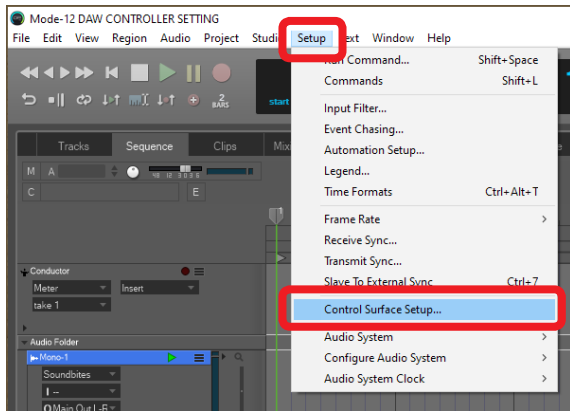 Mode-12 DAW CONTROLLER SETTING
File Edit View Region Audio Project Studio Setup Text Window Help
Run Command... Shift+Space
Commands Shift+L
Input Filter...
Event Chasing...
Automation Setup...
Legend...
Time Formats Ctrl+Alt+T
Frame Rate
Receive Sync...
Transmit Sync...
Slave To External Sync Ctrl+7
Control Surface Setup...
Audio System
Configure Audio System
Audio System Clock
2
BARS
start
Tracks Sequence Clips
M A
C E
Conductor
Meter Insert
take 1
Audio Folder
Mono-1
Soundbites
I --